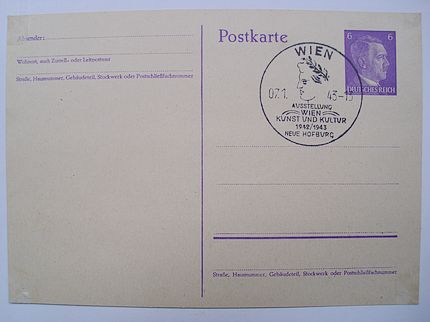 Absender:
Wohnort, auch Zustell- oder Leitpostamt
Straße, Hausnummer, Gebäudeteil, Stockwerk oder Postschließfachnummer
Postkarte
6 6
DEUTSCHES REICH
WIEN
07.1. 43-13
AUSSTELLUNG
WIEN
KUNST UND KULTUR
1942/1943
NEUE HOFBURG
Straße, Hausnummer, Gebäudeteil, Stockwerk oder Postschließfachnummer